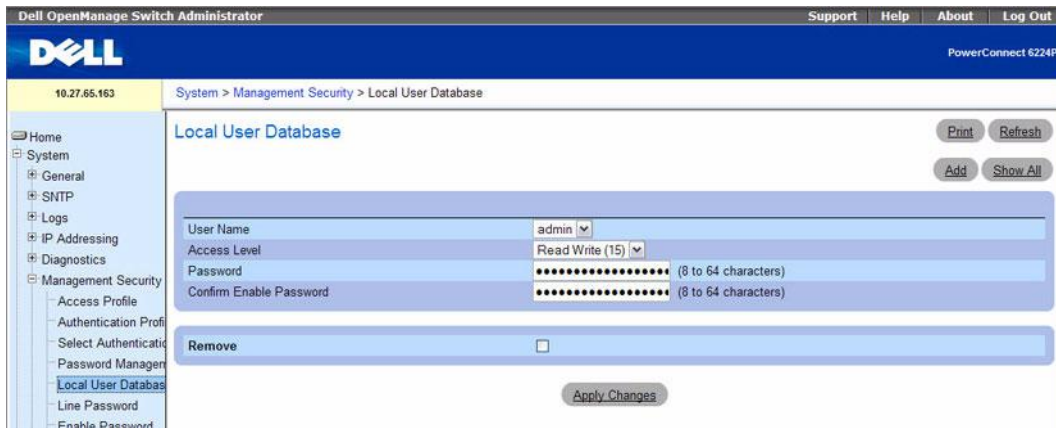 Dell OpenManage Switch Administrator
Support Help About Log Out
DELL
PowerConnect 6224P
10.27.65.163
System > Management Security > Local User Database
Home
System
General
SNTP
Logs
IP Addressing
Diagnostics
Management Security
Access Profile
Authentication Profi
Select Authenticatio
Password Managem
Local User Databas
Line Password
Enable Password
Local User Database
Print Refresh
Add Show All
User Name admin
Access Level Read Write (15)
Password •••••••••••••••••• (8 to 64 characters)
Confirm Enable Password •••••••••••••••••• (8 to 64 characters)
Remove
Apply Changes